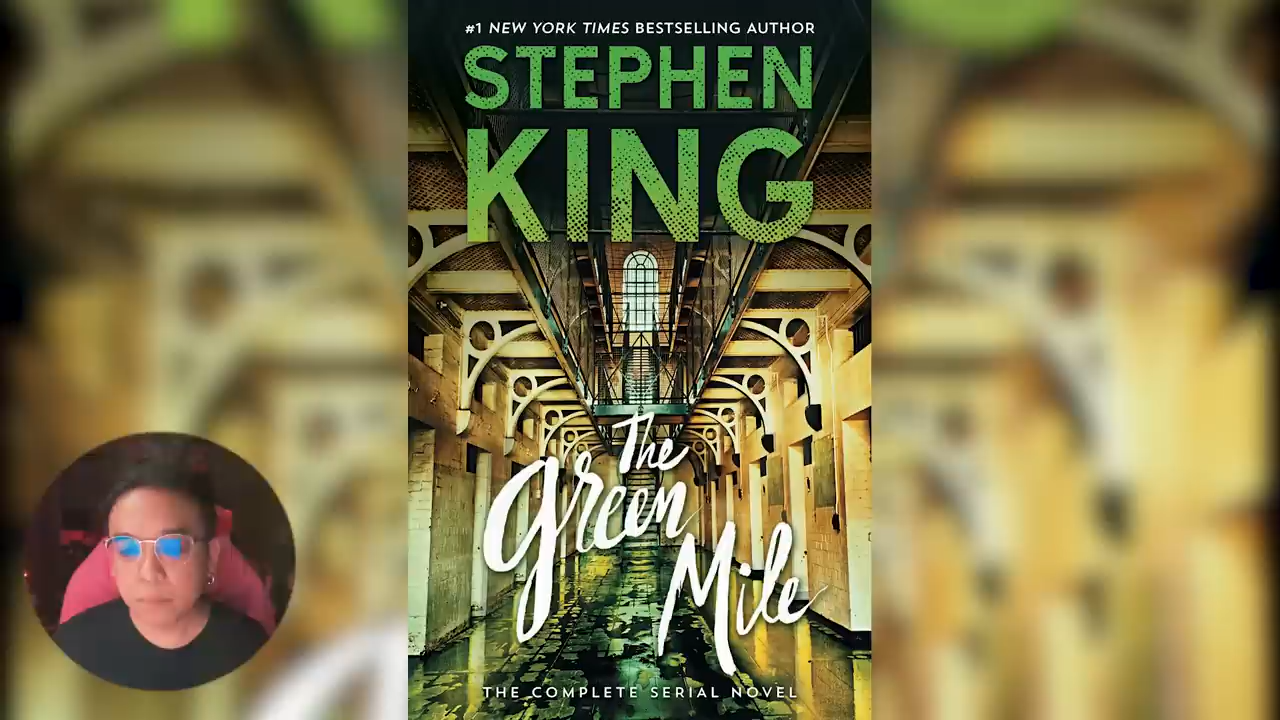 #1 NEW YORK TIMES BESTSELLING AUTHOR
STEPHEN
KING
The
green
Mile
THE COMPLETE SERIAL NOVEL